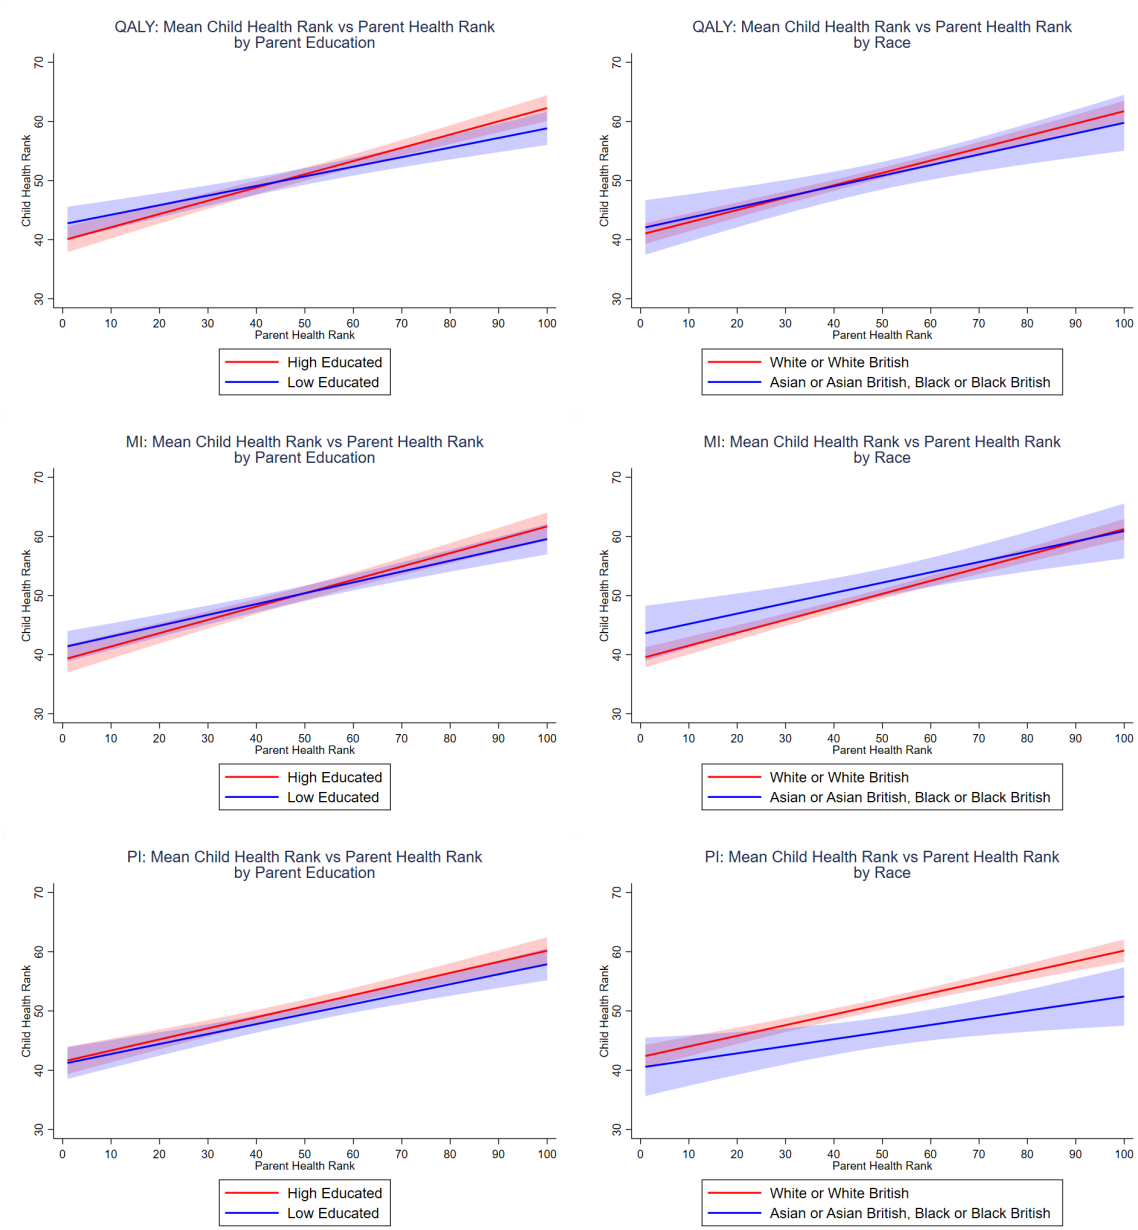 QALY: Mean Child Health Rank vs Parent Health Rank
by Parent Education
Child Health Rank
70
60
50
40
30
0 10 20 30 40 50 60 70 80 90 100
Parent Health Rank
High Educated
Low Educated
QALY: Mean Child Health Rank vs Parent Health Rank
by Race
Child Health Rank
70
60
50
40
30
0 10 20 30 40 50 60 70 80 90 100
Parent Health Rank
White or White British
Asian or Asian British, Black or Black British
MI: Mean Child Health Rank vs Parent Health Rank
by Parent Education
Child Health Rank
70
60
50
40
30
0 10 20 30 40 50 60 70 80 90 100
Parent Health Rank
High Educated
Low Educated
MI: Mean Child Health Rank vs Parent Health Rank
by Race
Child Health Rank
70
60
50
40
30
0 10 20 30 40 50 60 70 80 90 100
Parent Health Rank
White or White British
Asian or Asian British, Black or Black British
PI: Mean Child Health Rank vs Parent Health Rank
by Parent Education
Child Health Rank
70
60
50
40
30
0 10 20 30 40 50 60 70 80 90 100
Parent Health Rank
High Educated
Low Educated
PI: Mean Child Health Rank vs Parent Health Rank
by Race
Child Health Rank
70
60
50
40
30
0 10 20 30 40 50 60 70 80 90 100
Parent Health Rank
White or White British
Asian or Asian British, Black or Black British